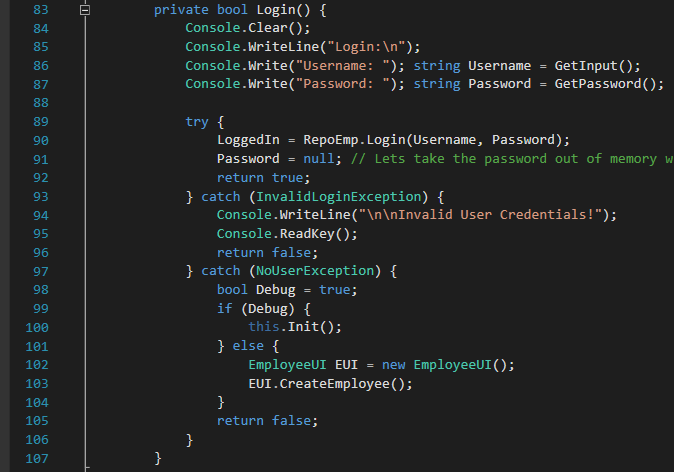 83 private bool Login() {
84 Console.Clear();
85 Console.WriteLine("Login:\n");
86 Console.Write("Username: "); string Username = GetInput();
87 Console.Write("Password: "); string Password = GetPassword();
88
89 try {
90 LoggedIn = RepoEmp.Login(Username, Password);
91 Password = null; // Lets take the password out of memory w
92 return true;
93 } catch (InvalidLoginException) {
94 Console.WriteLine("\n\nInvalid User Credentials!");
95 Console.ReadKey();
96 return false;
97 } catch (NoUserException) {
98 bool Debug = true;
99 if (Debug) {
100 this.Init();
101 } else {
102 EmployeeUI EUI = new EmployeeUI();
103 EUI.CreateEmployee();
104 }
105 return false;
106 }
107 }